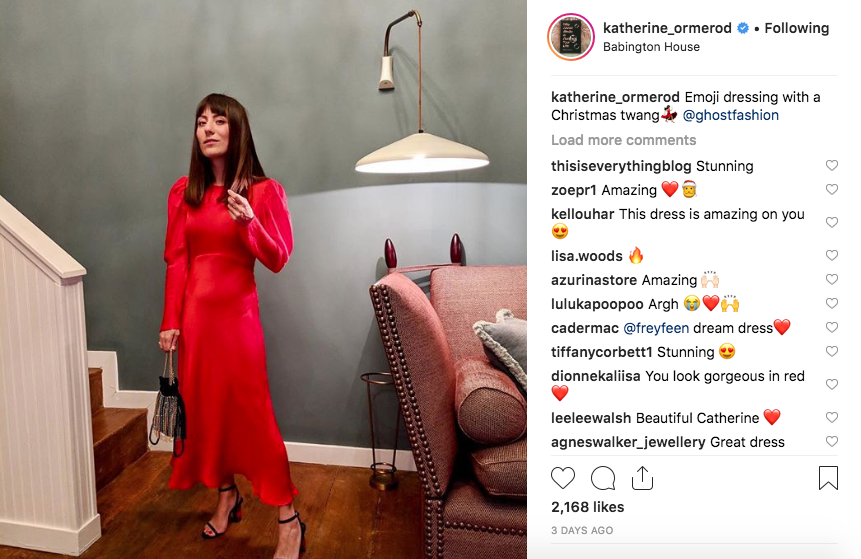 katherine_ormerod • Following
Babington House
katherine_ormerod Emoji dressing with a
Christmas twang💃🏻 @ghostfashion
Load more comments
thisiseverythingblog Stunning
zoepr1 Amazing ❤️🎅🏼
kellouhar This dress is amazing on you
😍
lisa.woods 🔥
azurinastore Amazing 🙌🏻
lulukapoopoo Argh 😭❤️🙌
cadermac @freyfeen dream dress❤️
tiffanycorbett1 Stunning 😍
dionnekaliisa You look gorgeous in red
❤️
leeleewalsh Beautiful Catherine ❤️
agneswalker_jewellery Great dress
2,168 likes
3 DAYS AGO